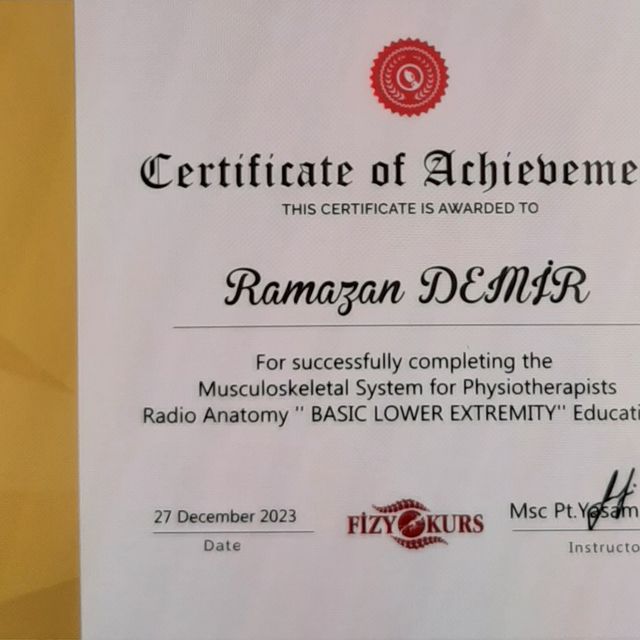 Certificate of Achieveme
THIS CERTIFICATE IS AWARDED TO
Ramazan DEMİR
For successfully completing the
Musculoskeletal System for Physiotherapists
Radio Anatomy '' BASIC LOWER EXTREMITY'' Educati
27 December 2023
Date
FİZYOKURS
Msc Pt.Yasam
Instructo